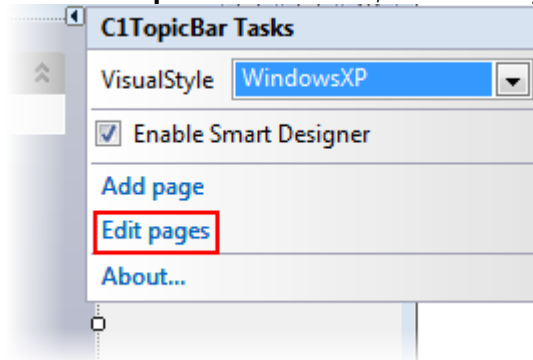 C1TopicBar Tasks
VisualStyle WindowsXP
Enable Smart Designer
Add page
Edit pages
About...